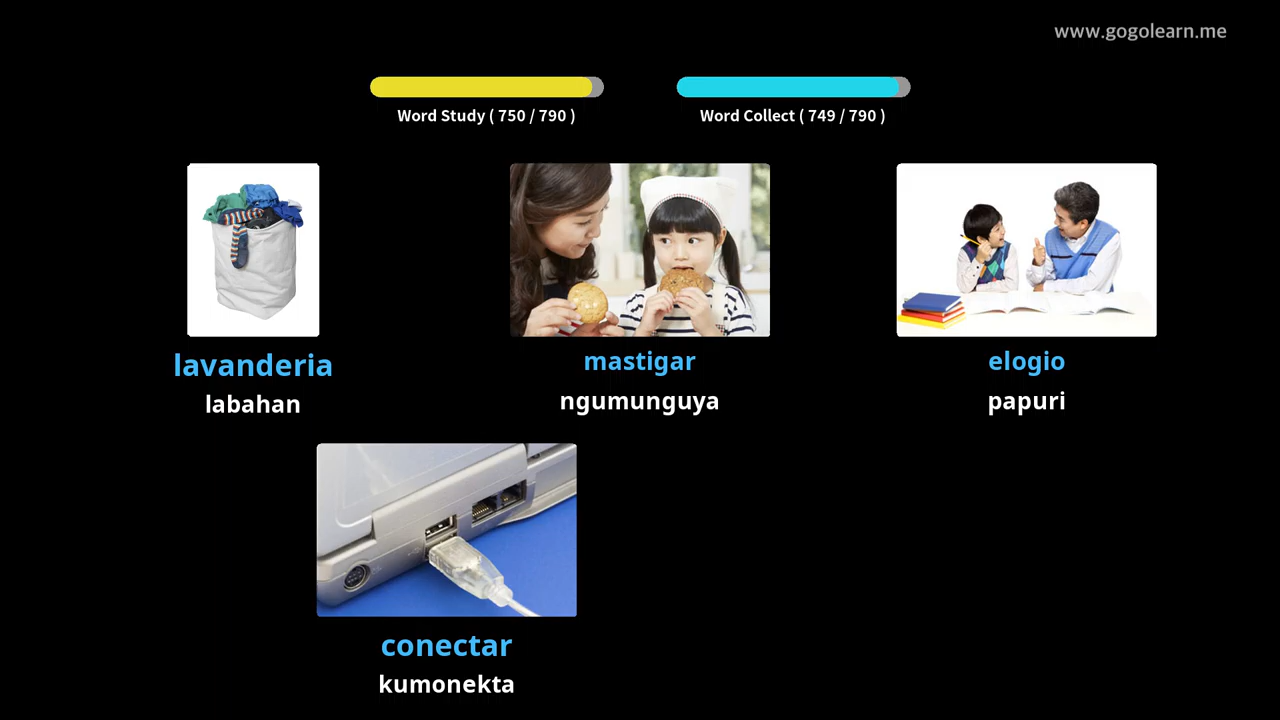 www.gogolearn.me
Word Study ( 750 / 790 )
Word Collect ( 749 / 790 )
lavanderia
labahan
mastigar
ngumunguya
elogio
papuri
conectar
kumonekta